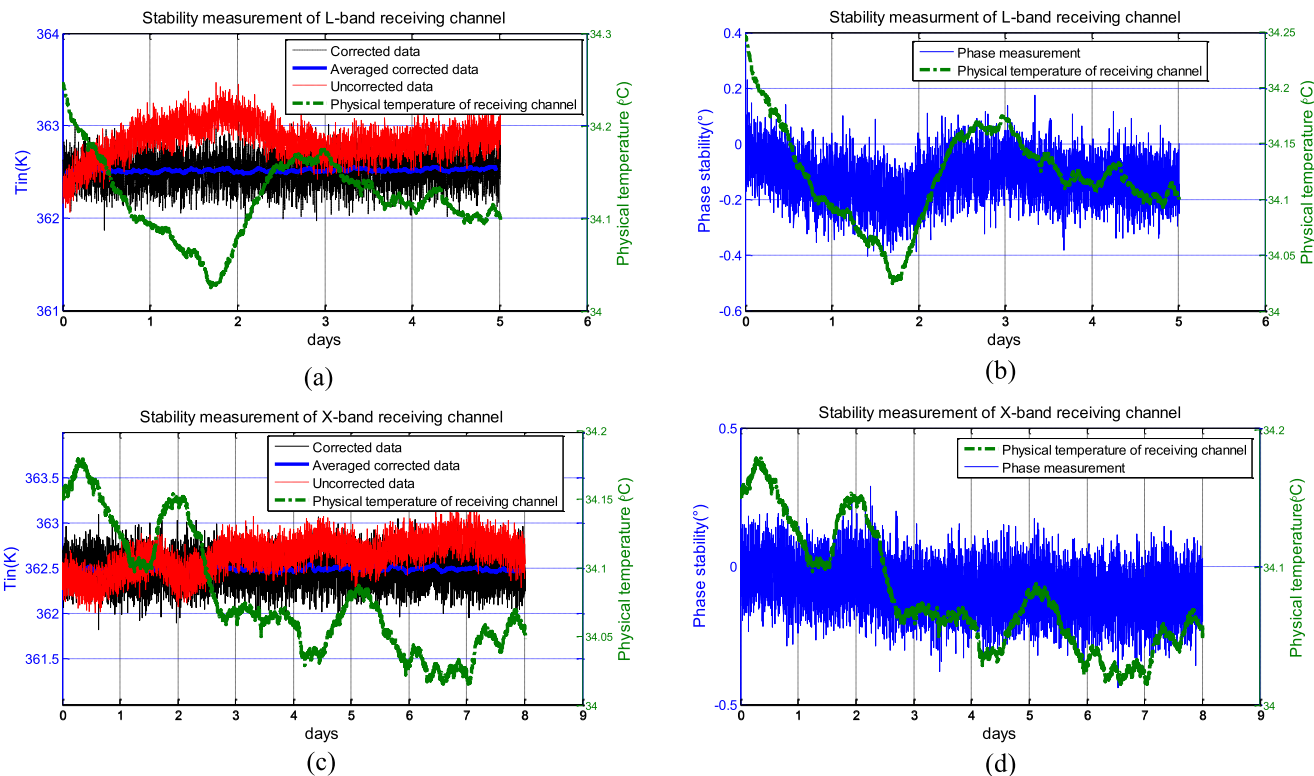 Stability measurement of L-band receiving channel
364
363
362
361
Tin(K)
34.3
34.2
34.1
34
Physical temperature (°C)
Corrected data
Averaged corrected data
Uncorrected data
Physical temperature of receiving channel
0 1 2 3 4 5 6
days
(a)
Stability measurment of L-band receiving channel
0.4
0.2
0
-0.2
-0.4
-0.6
Phase stability(°)
34.25
34.2
34.15
34.1
34.05
34
Physical temperature (°C)
Phase measurement
Physical temperature of receiving channel
0 1 2 3 4 5 6
days
(b)
Stability measurement of X-band receiving channel
363.5
363
362.5
362
361.5
Tin(K)
34.2
34.15
34.1
34.05
34
Physical temperature (°C)
Corrected data
Averaged corrected data
Uncorrected data
Physical temperature of receiving channel
0 1 2 3 4 5 6 7 8 9
days
(c)
Stability measurement of X-band receiving channel
0.5
0
-0.5
Phase stability(°)
34.2
34.1
34
Physical temperature(°C)
Physical temperature of receiving channel
Phase measurement
0 1 2 3 4 5 6 7 8 9
days
(d)